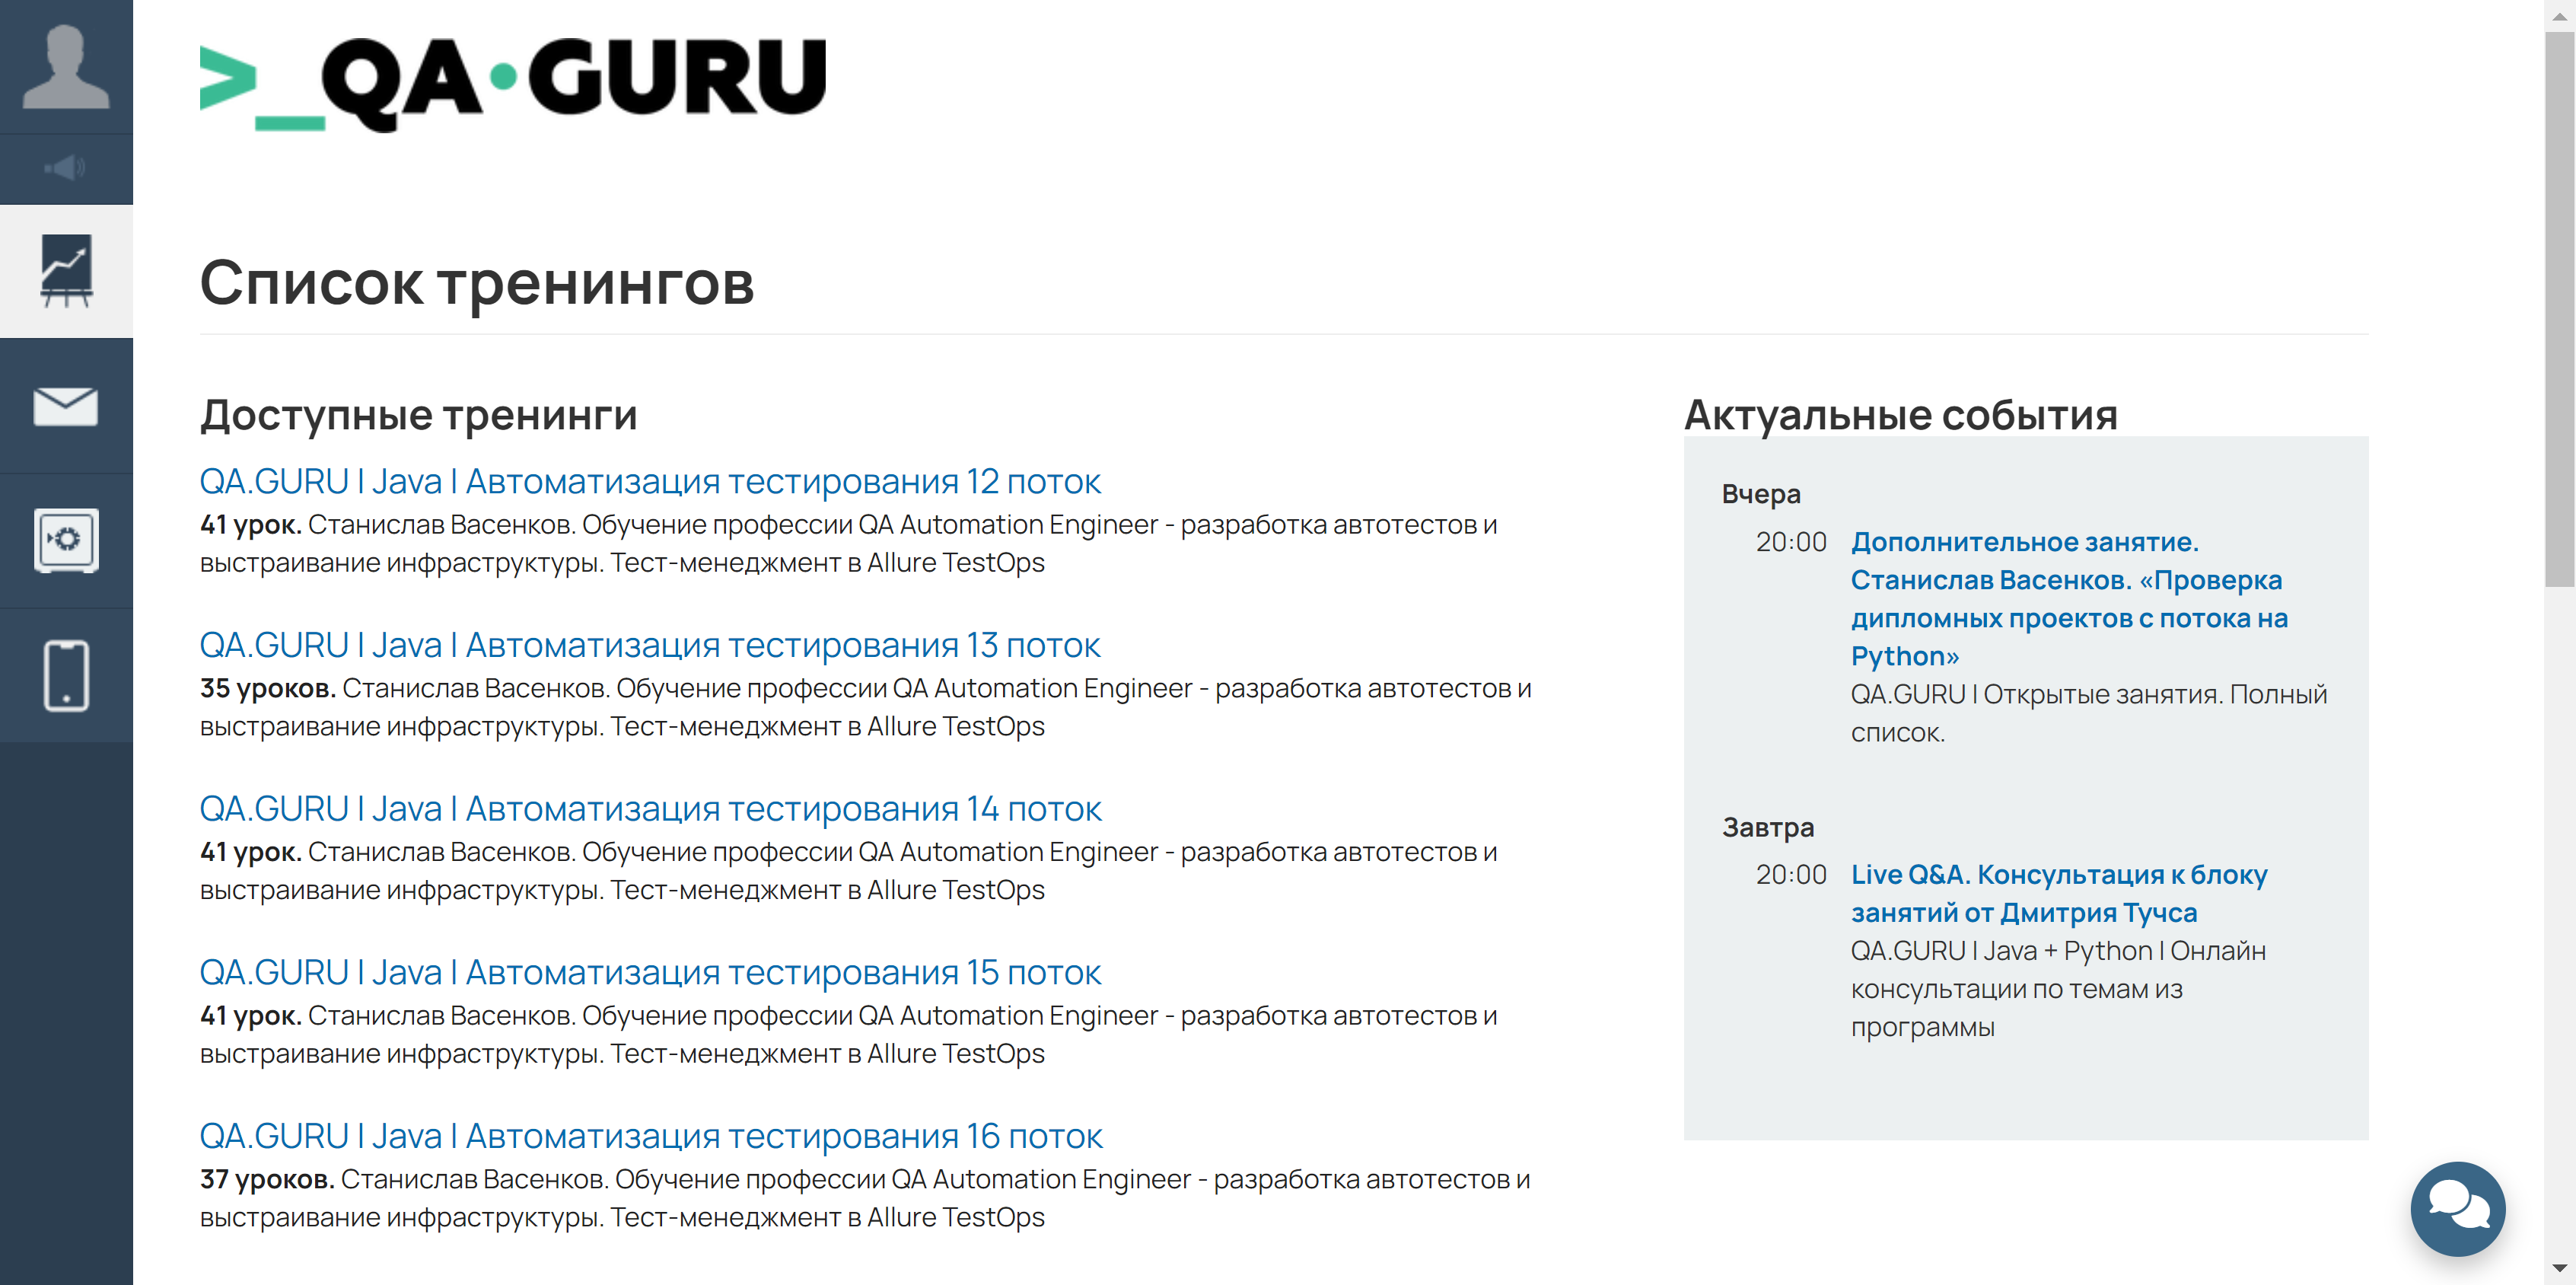 >_QA•GURU
Список тренингов
Доступные тренинги
QA.GURU | Java | Автоматизация тестирования 12 поток
41 урок. Станислав Васенков. Обучение профессии QA Automation Engineer - разработка автотестов и
выстраивание инфраструктуры. Тест-менеджмент в Allure TestOps
QA.GURU | Java | Автоматизация тестирования 13 поток
35 уроков. Станислав Васенков. Обучение профессии QA Automation Engineer - разработка автотестов и
выстраивание инфраструктуры. Тест-менеджмент в Allure TestOps
QA.GURU | Java | Автоматизация тестирования 14 поток
41 урок. Станислав Васенков. Обучение профессии QA Automation Engineer - разработка автотестов и
выстраивание инфраструктуры. Тест-менеджмент в Allure TestOps
QA.GURU | Java | Автоматизация тестирования 15 поток
41 урок. Станислав Васенков. Обучение профессии QA Automation Engineer - разработка автотестов и
выстраивание инфраструктуры. Тест-менеджмент в Allure TestOps
QA.GURU | Java | Автоматизация тестирования 16 поток
37 уроков. Станислав Васенков. Обучение профессии QA Automation Engineer - разработка автотестов и
выстраивание инфраструктуры. Тест-менеджмент в Allure TestOps
Актуальные события
Вчера
20:00 Дополнительное занятие.
Станислав Васенков. «Проверка
дипломных проектов с потока на
Python»
QA.GURU | Открытые занятия. Полный
список.
Завтра
20:00 Live Q&A. Консультация к блоку
занятий от Дмитрия Тучса
QA.GURU | Java + Python | Онлайн
консультации по темам из
программы